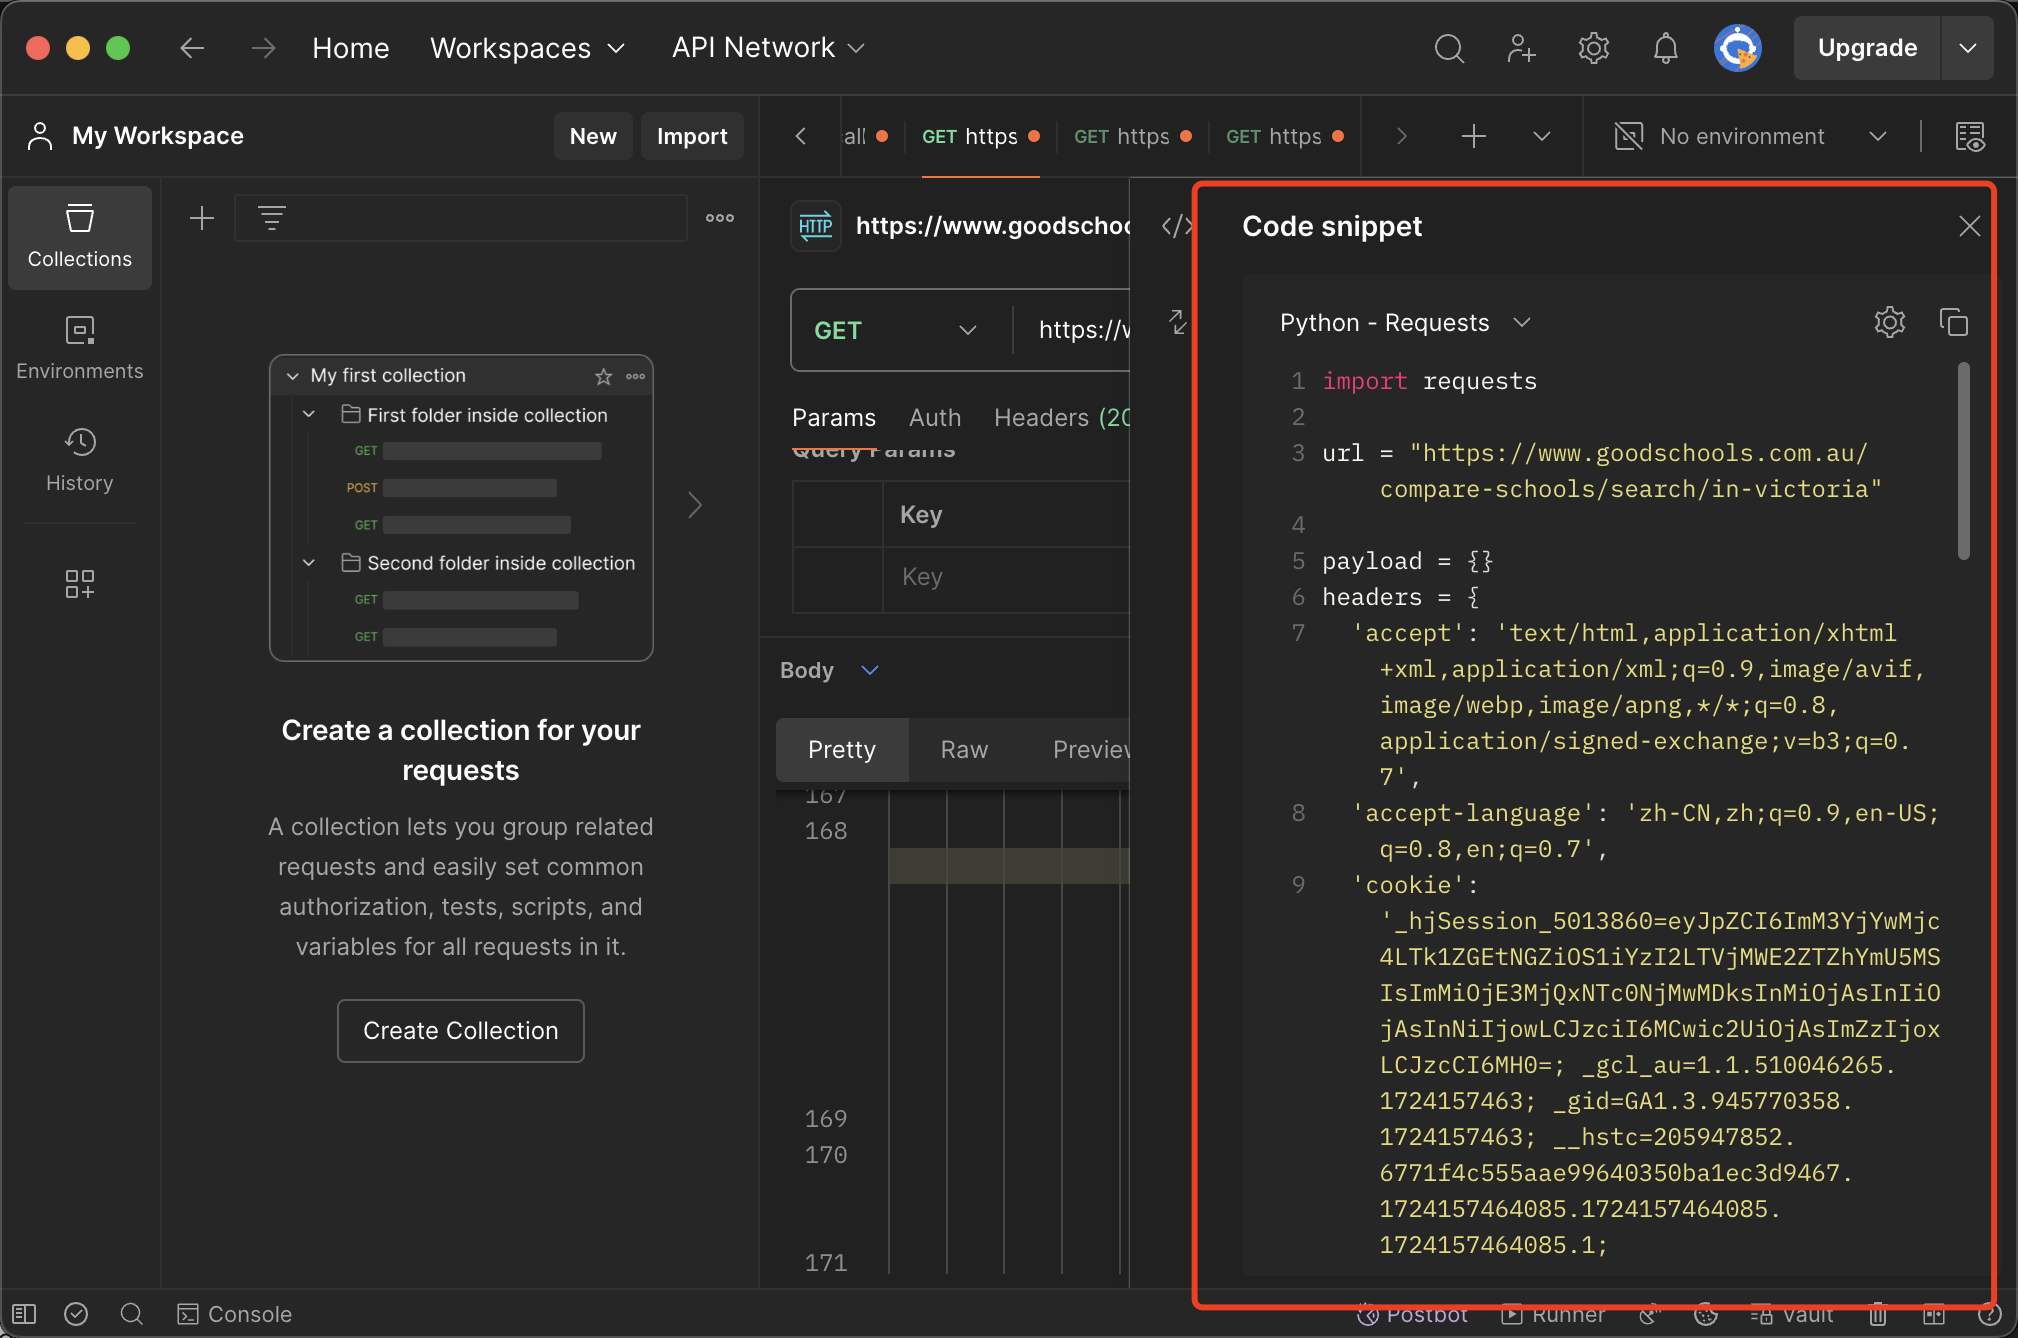 Home
Workspaces
API Network
Upgrade
My Workspace
New
Import
all
GET https
GET https
GET https
No environment
Collections
Environments
History
My first collection
First folder inside collection
GET
POST
GET
Second folder inside collection
GET
GET
Create a collection for your
requests
A collection lets you group related
requests and easily set common
authorization, tests, scripts, and
variables for all requests in it.
Create Collection
HTTP
https://www.goodschoo
GET
https://w
Params
Auth
Headers (20
Query Params
Key
Key
Body
Pretty
Raw
Preview
167
168
169
170
171
</>
Code snippet
Python - Requests
1 import requests
2
3 url = "https://www.goodschools.com.au/
compare-schools/search/in-victoria"
4
5 payload = {}
6 headers = {
7 'accept': 'text/html,application/xhtml
+xml,application/xml;q=0.9,image/avif,
image/webp,image/apng,*/*;q=0.8,
application/signed-exchange;v=b3;q=0.
7',
8 'accept-language': 'zh-CN,zh;q=0.9,en-US;
q=0.8,en;q=0.7',
9 'cookie':
'_hjSession_5013860=eyJpZCI6ImM3YjYwMjc
4LTk1ZGEtNGZiOS1iYzI2LTVjMWE2ZTZhYmU5MS
IsImMiOjE3MjQxNTc0NjMwMDksInMiOjAsInIiO
jAsInNiIjowLCJzciI6MCwic2UiOjAsImZzIjox
LCJzcCI6MH0=; _gcl_au=1.1.510046265.
1724157463; _gid=GA1.3.945770358.
1724157463; __hstc=205947852.
6771f4c555aae99640350ba1ec3d9467.
1724157464085.1724157464085.
1724157464085.1;
Console
Postbot
Runner
Vault